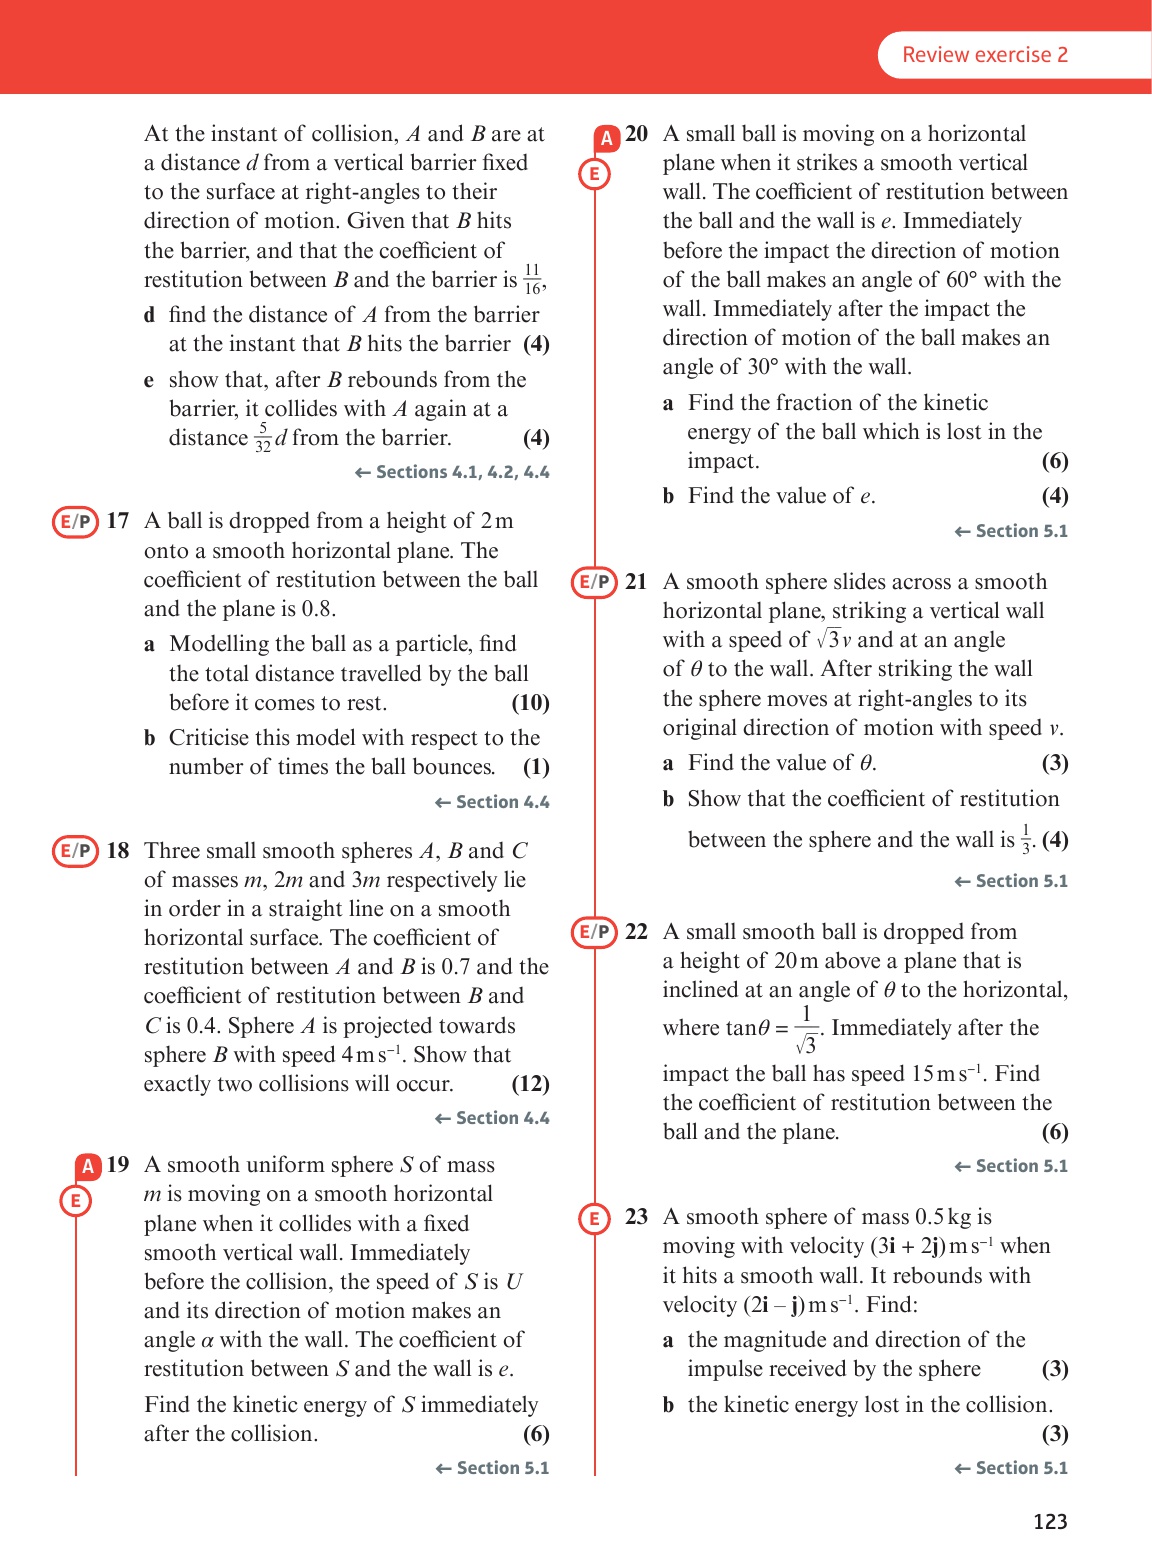 Review exercise 2
At the instant of collision, A and B are at
a distance d from a vertical barrier fixed
to the surface at right-angles to their
direction of motion. Given that B hits
the barrier, and that the coefficient of
restitution between B and the barrier is 11/16,
d find the distance of A from the barrier
at the instant that B hits the barrier (4)
e show that, after B rebounds from the
barrier, it collides with A again at a
distance 5/32 d from the barrier. (4)
← Sections 4.1, 4.2, 4.4
E/P 17 A ball is dropped from a height of 2 m
onto a smooth horizontal plane. The
coefficient of restitution between the ball
and the plane is 0.8.
a Modelling the ball as a particle, find
the total distance travelled by the ball
before it comes to rest. (10)
b Criticise this model with respect to the
number of times the ball bounces. (1)
← Section 4.4
E/P 18 Three small smooth spheres A, B and C
of masses m, 2m and 3m respectively lie
in order in a straight line on a smooth
horizontal surface. The coefficient of
restitution between A and B is 0.7 and the
coefficient of restitution between B and
C is 0.4. Sphere A is projected towards
sphere B with speed 4 m s⁻¹. Show that
exactly two collisions will occur. (12)
← Section 4.4
A 19 A smooth uniform sphere S of mass
E m is moving on a smooth horizontal
plane when it collides with a fixed
smooth vertical wall. Immediately
before the collision, the speed of S is U
and its direction of motion makes an
angle α with the wall. The coefficient of
restitution between S and the wall is e.
Find the kinetic energy of S immediately
after the collision. (6)
← Section 5.1
A 20 A small ball is moving on a horizontal
E plane when it strikes a smooth vertical
wall. The coefficient of restitution between
the ball and the wall is e. Immediately
before the impact the direction of motion
of the ball makes an angle of 60° with the
wall. Immediately after the impact the
direction of motion of the ball makes an
angle of 30° with the wall.
a Find the fraction of the kinetic
energy of the ball which is lost in the
impact. (6)
b Find the value of e. (4)
← Section 5.1
E/P 21 A smooth sphere slides across a smooth
horizontal plane, striking a vertical wall
with a speed of √3v and at an angle
of θ to the wall. After striking the wall
the sphere moves at right-angles to its
original direction of motion with speed v.
a Find the value of θ. (3)
b Show that the coefficient of restitution
between the sphere and the wall is 1/3. (4)
← Section 5.1
E/P 22 A small smooth ball is dropped from
a height of 20 m above a plane that is
inclined at an angle of θ to the horizontal,
where tanθ = 1/√3. Immediately after the
impact the ball has speed 15 m s⁻¹. Find
the coefficient of restitution between the
ball and the plane. (6)
← Section 5.1
E 23 A smooth sphere of mass 0.5 kg is
moving with velocity (3i + 2j) m s⁻¹ when
it hits a smooth wall. It rebounds with
velocity (2i – j) m s⁻¹. Find:
a the magnitude and direction of the
impulse received by the sphere (3)
b the kinetic energy lost in the collision.
(3)
← Section 5.1
123